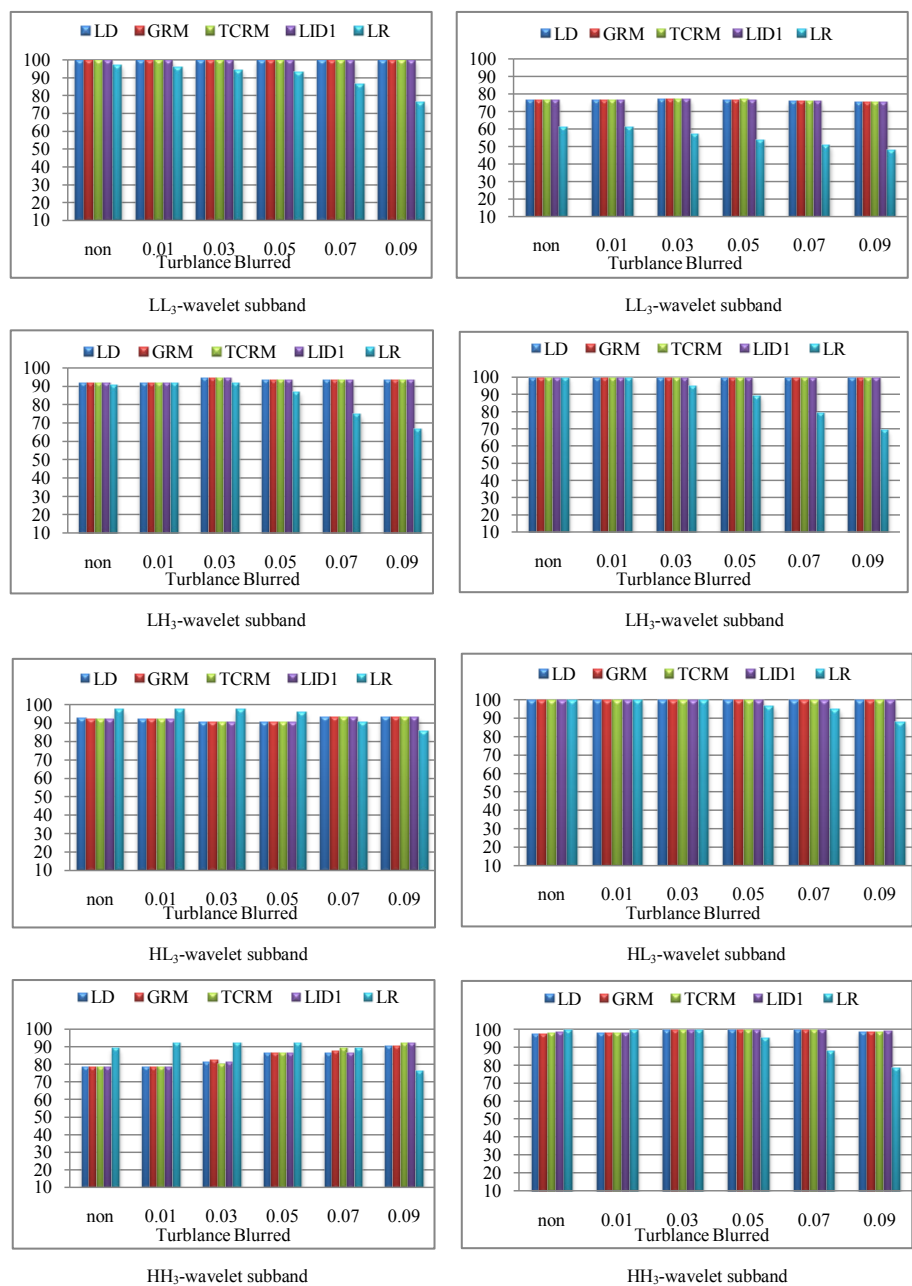 LD GRM TCRM LID1 LR
100
90
80
70
60
50
40
30
20
10
non 0.01 0.03 0.05 0.07 0.09
Turblance Blurred
LL3-wavelet subband
LD GRM TCRM LID1 LR
100
90
80
70
60
50
40
30
20
10
non 0.01 0.03 0.05 0.07 0.09
Turblance Blurred
LL3-wavelet subband
LD GRM TCRM LID1 LR
100
90
80
70
60
50
40
30
20
10
non 0.01 0.03 0.05 0.07 0.09
Turblance Blurred
LH3-wavelet subband
LD GRM TCRM LID1 LR
100
90
80
70
60
50
40
30
20
10
non 0.01 0.03 0.05 0.07 0.09
Turblance Blurred
LH3-wavelet subband
LD GRM TCRM LID1 LR
100
90
80
70
60
50
40
30
20
10
non 0.01 0.03 0.05 0.07 0.09
Turblance Blurred
HL3-wavelet subband
LD GRM TCRM LID1 LR
100
90
80
70
60
50
40
30
20
10
non 0.01 0.03 0.05 0.07 0.09
Turblance Blurred
HL3-wavelet subband
LD GRM TCRM LID1 LR
100
90
80
70
60
50
40
30
20
10
non 0.01 0.03 0.05 0.07 0.09
Turblance Blurred
HH3-wavelet subband
LD GRM TCRM LID1 LR
100
90
80
70
60
50
40
30
20
10
non 0.01 0.03 0.05 0.07 0.09
Turblance Blurred
HH3-wavelet subband